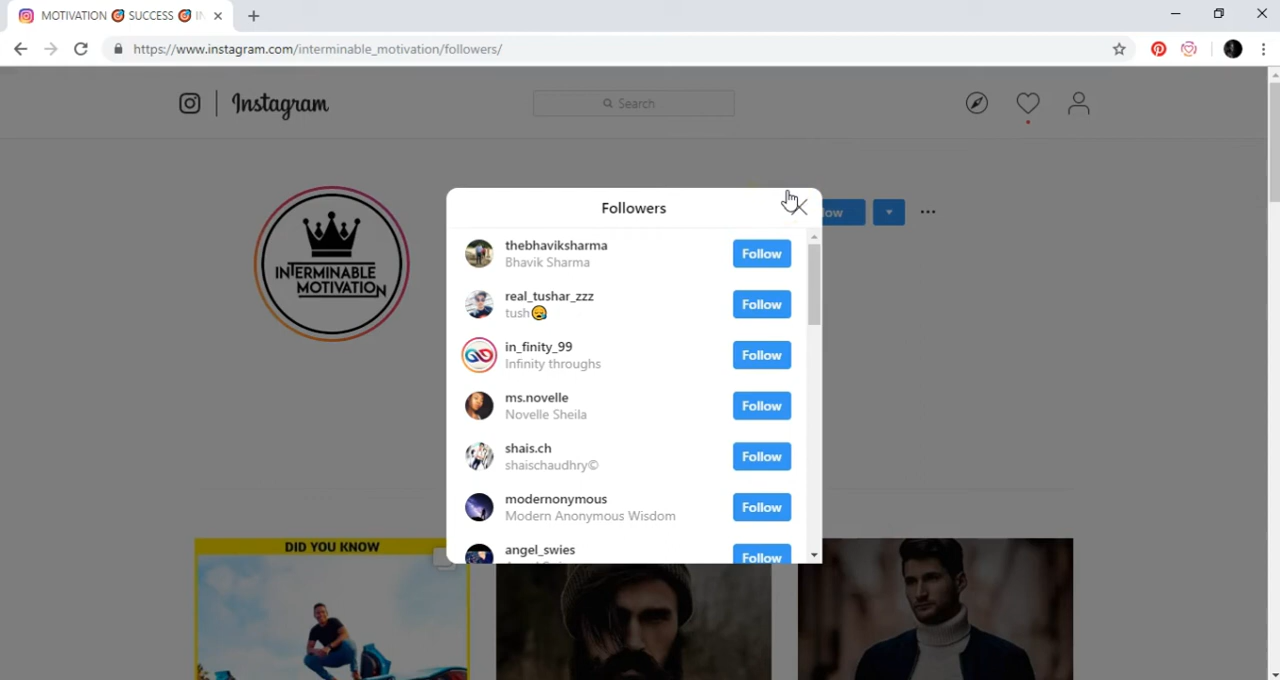 MOTIVATION 🎯 SUCCESS 🎯 IN
https://www.instagram.com/interminable_motivation/followers/
Instagram
Search
INTERMINABLE
MOTIVATION
Followers
thebhaviksharma
Bhavik Sharma
Follow
real_tushar_zzz
tush😪
Follow
in_finity_99
Infinity throughs
Follow
ms.novelle
Novelle Sheila
Follow
shais.ch
shaischaudhry©
Follow
modernonymous
Modern Anonymous Wisdom
Follow
angel_swies
Follow
DID YOU KNOW